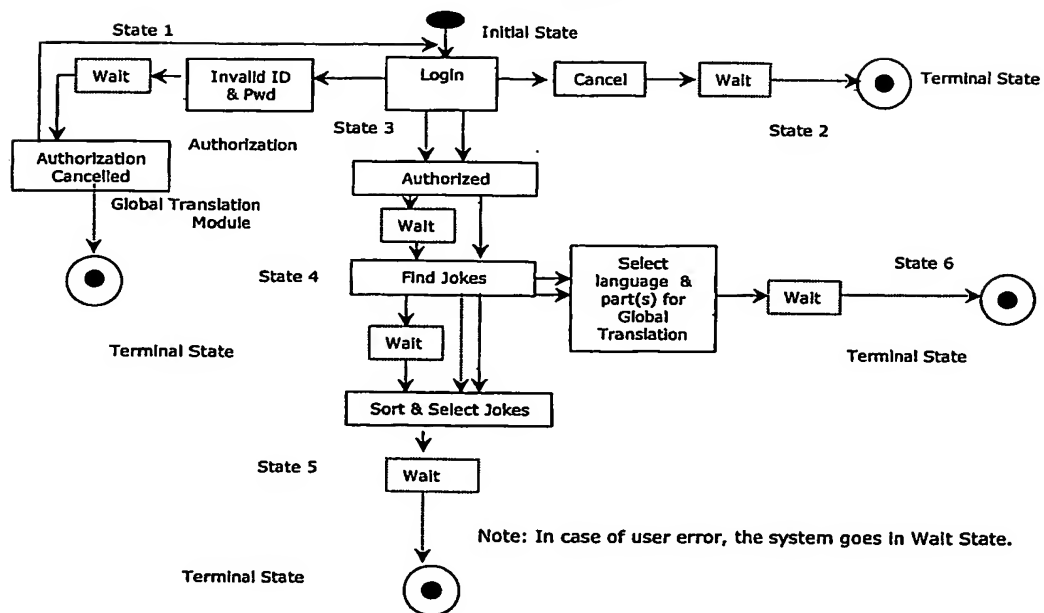 State 1
Initial State
Wait
Invalid ID
& Pwd
Login
Cancel
Wait
Terminal State
State 3
State 2
Authorization
Authorization
Cancelled
Authorized
Global Translation
Module
Wait
State 4
Find Jokes
Select
language &
part(s) for
Global
Translation
State 6
Wait
Wait
Terminal State
Terminal State
Sort & Select Jokes
State 5
Wait
Note: In case of user error, the system goes in Wait State.
Terminal State